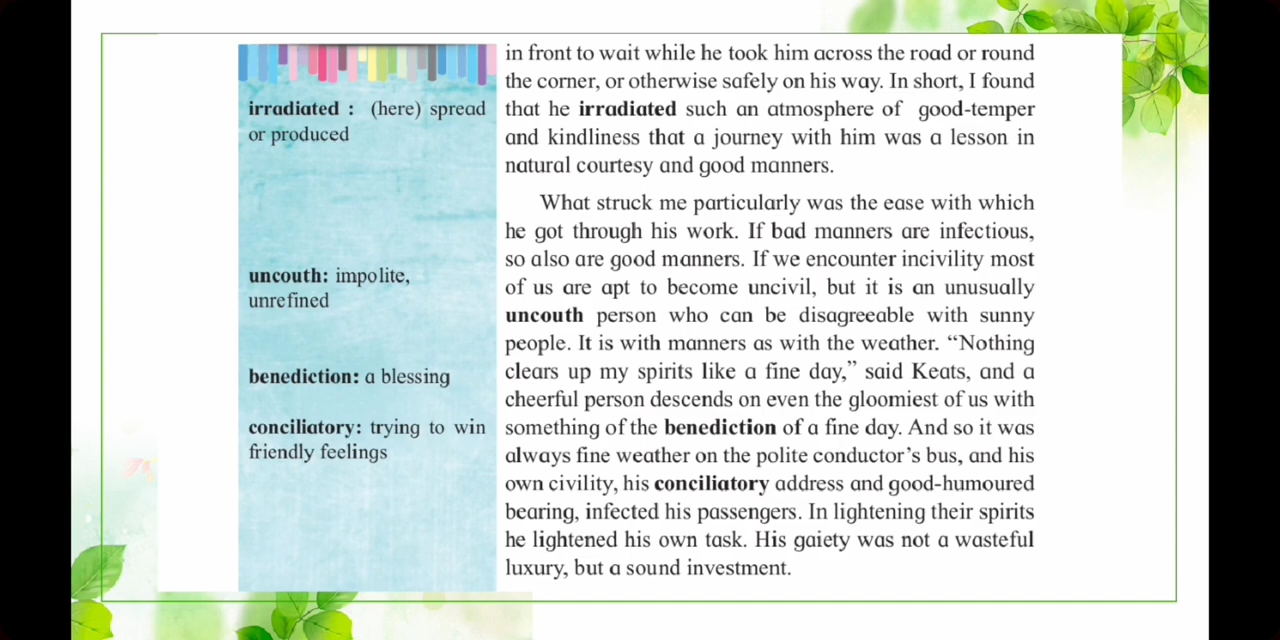 irradiated : (here) spread
or produced
uncouth: impolite,
unrefined
benediction: a blessing
conciliatory: trying to win
friendly feelings
in front to wait while he took him across the road or round
the corner, or otherwise safely on his way. In short, I found
that he irradiated such an atmosphere of good-temper
and kindliness that a journey with him was a lesson in
natural courtesy and good manners.
What struck me particularly was the ease with which
he got through his work. If bad manners are infectious,
so also are good manners. If we encounter incivility most
of us are apt to become uncivil, but it is an unusually
uncouth person who can be disagreeable with sunny
people. It is with manners as with the weather. “Nothing
clears up my spirits like a fine day,” said Keats, and a
cheerful person descends on even the gloomiest of us with
something of the benediction of a fine day. And so it was
always fine weather on the polite conductor’s bus, and his
own civility, his conciliatory address and good-humoured
bearing, infected his passengers. In lightening their spirits
he lightened his own task. His gaiety was not a wasteful
luxury, but a sound investment.